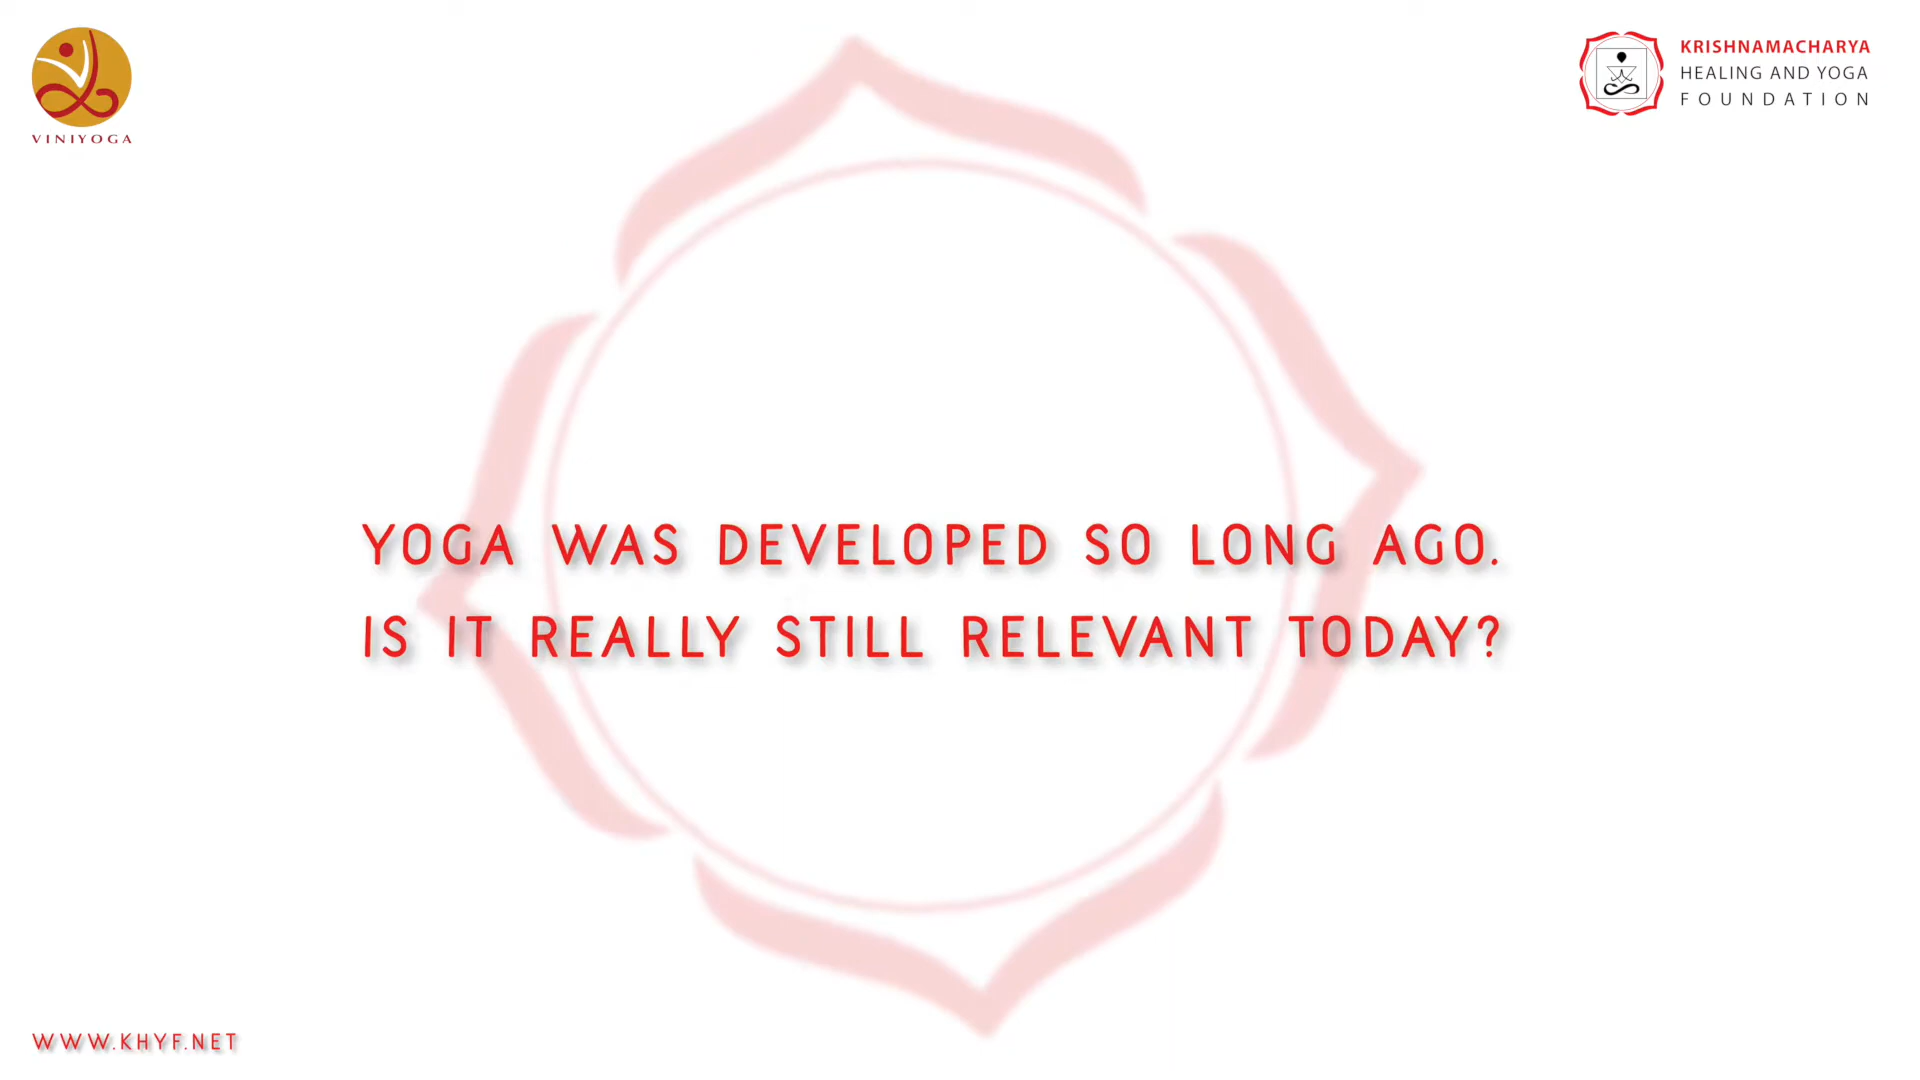 VINIYOGA
KRISHNAMACHARYA
HEALING AND YOGA
FOUNDATION
YOGA WAS DEVELOPED SO LONG AGO.
IS IT REALLY STILL RELEVANT TODAY?
WWW.KHYF.NET